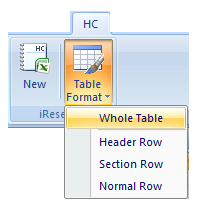 HC
HC
New
Table
Format
iRese
Whole Table
Header Row
Section Row
Normal Row